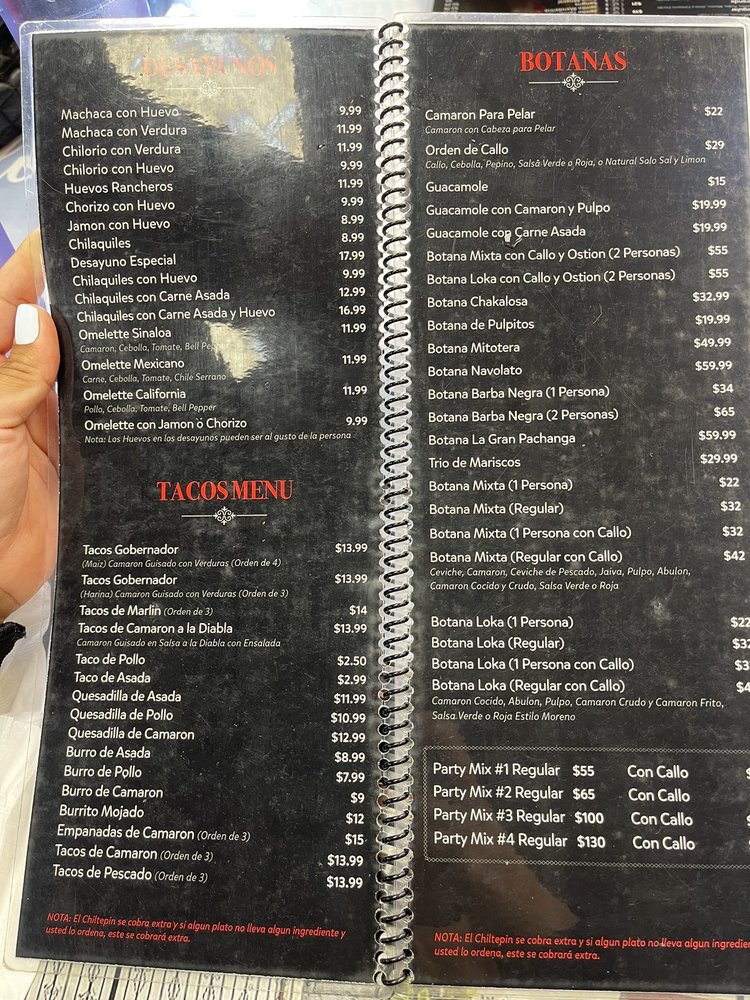 DESAYUNOS
Machaca con Huevo 9.99
Machaca con Verdura 11.99
Chilorio con Verdura 11.99
Chilorio con Huevo 9.99
Huevos Rancheros 11.99
Chorizo con Huevo 9.99
Jamon con Huevo 8.99
Chilaquiles 8.99
Desayuno Especial 17.99
Chilaquiles con Huevo 9.99
Chilaquiles con Carne Asada 12.99
Chilaquiles con Carne Asada y Huevo 16.99
Omelette Sinaloa 11.99
Camaron, Cebolla, Tomate, Bell Pepper
Omelette Mexicano 11.99
Carne, Cebolla, Tomate, Chile Serrano
Omelette California 11.99
Pollo, Cebolla, Tomate, Bell Pepper
Omelette con Jamon ó Chorizo 9.99
Nota: Los Huevos en los desayunos pueden ser al gusto de la persona
TACOS MENU
Tacos Gobernador $13.99
(Maiz) Camaron Guisado con Verduras (Orden de 4)
Tacos Gobernador $13.99
(Harina) Camaron Guisado con Verduras (Orden de 3)
Tacos de Marlin (Orden de 3) $14
Tacos de Camaron a la Diabla $13.99
Camaron Guisado en Salsa a la Diabla con Ensalada
Taco de Pollo $2.50
Taco de Asada $2.99
Quesadilla de Asada $11.99
Quesadilla de Pollo $10.99
Quesadilla de Camaron $12.99
Burro de Asada $8.99
Burro de Pollo $7.99
Burro de Camaron $9
Burrito Mojado $12
Empanadas de Camaron (Orden de 3) $15
Tacos de Camaron (Orden de 3) $13.99
Tacos de Pescado (Orden de 3) $13.99
NOTA: El Chiltepin se cobra extra y si algun plato no lleva algun ingrediente y
usted lo ordena, este se cobrará extra.
BOTANAS
Camaron Para Pelar $22
Camaron con Cabeza para Pelar
Orden de Callo $29
Callo, Cebolla, Pepino, Salsa Verde o Roja, o Natural Solo Sal y Limon
Guacamole $15
Guacamole con Camaron y Pulpo $19.99
Guacamole con Carne Asada $19.99
Botana Mixta con Callo y Ostion (2 Personas) $55
Botana Loka con Callo y Ostion (2 Personas) $55
Botana Chakalosa $32.99
Botana de Pulpitos $19.99
Botana Mitotera $49.99
Botana Navolato $59.99
Botana Barba Negra (1 Persona) $34
Botana Barba Negra (2 Personas) $65
Botana La Gran Pachanga $59.99
Trio de Mariscos $29.99
Botana Mixta (1 Persona) $22
Botana Mixta (Regular) $32
Botana Mixta (1 Persona con Callo) $32
Botana Mixta (Regular con Callo) $42
Ceviche, Camaron, Ceviche de Pescado, Jaiva, Pulpo, Abulon,
Camaron Cocido y Crudo, Salsa Verde o Roja
Botana Loka (1 Persona) $22
Botana Loka (Regular) $32
Botana Loka (1 Persona con Callo)
Botana Loka (Regular con Callo)
Camaron Cocido, Abulon, Pulpo, Camaron Crudo y Camaron Frito,
Salsa Verde o Roja Estilo Moreno
Party Mix #1 Regular $55 Con Callo
Party Mix #2 Regular $65 Con Callo
Party Mix #3 Regular $100 Con Callo
Party Mix #4 Regular $130 Con Callo
NOTA: El Chiltepin se cobra extra y si algun plato no lleva algun
usted lo ordena, este se cobrará extra.